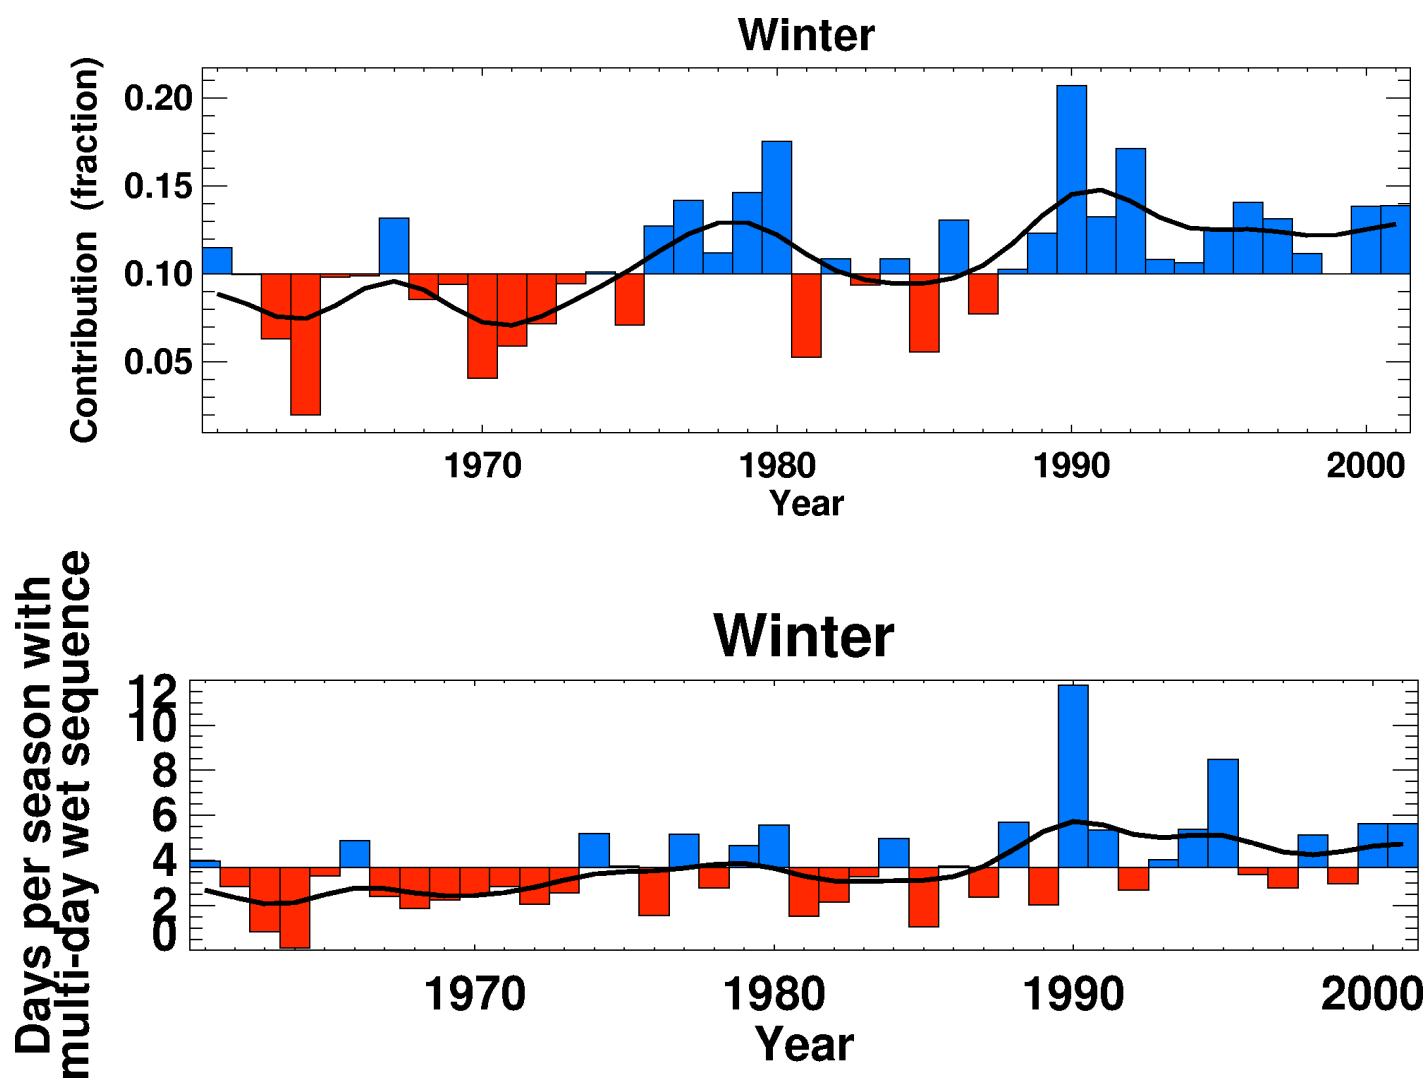 Winter
Contribution (fraction)
0.20
0.15
0.10
0.05
1970 1980 1990 2000
Year
Winter
Days per season with
multi-day wet sequence
12
10
8
6
4
2
0
1970 1980 1990 2000
Year